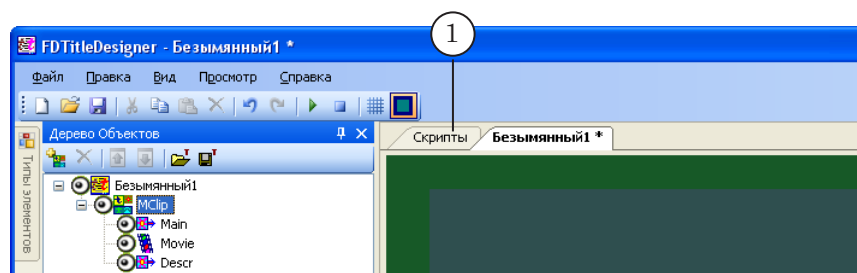 1
FDTitleDesigner - Безымянный1 *
Файл Правка Вид Просмотр Справка
Дерево Объектов
Скрипты Безымянный1 *
Типы элементов
Безымянный1
MClip
Main
Movie
Descr